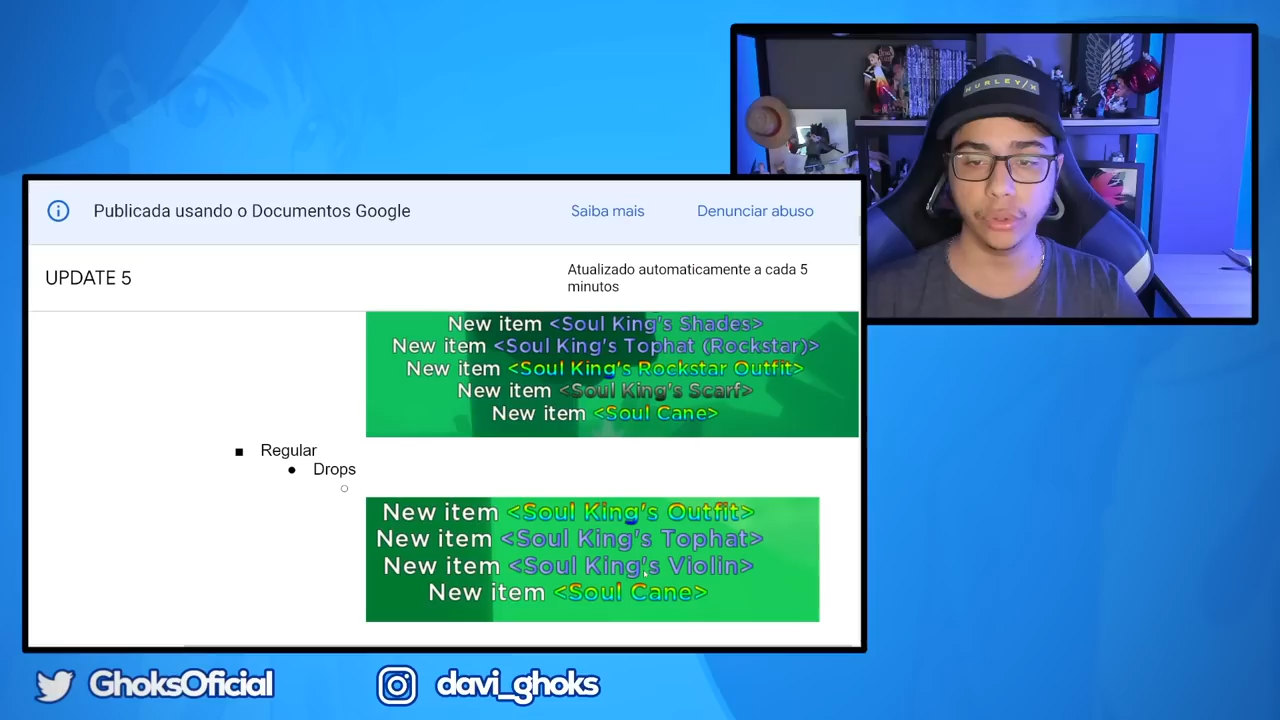 HURLEY/X
Publicada usando o Documentos Google
Saiba mais
Denunciar abuso
UPDATE 5
Atualizado automaticamente a cada 5
minutos
New item <Soul King's Shades>
New item <Soul King's Tophat (Rockstar)>
New item <Soul King's Rockstar Outfit>
New item <Soul King's Scarf>
New item <Soul Cane>
Regular
Drops
New item <Soul King's Outfit>
New item <Soul King's Tophat>
New item <Soul King's Violin>
New item <Soul Cane>
GhoksOficial
davi_ghoks